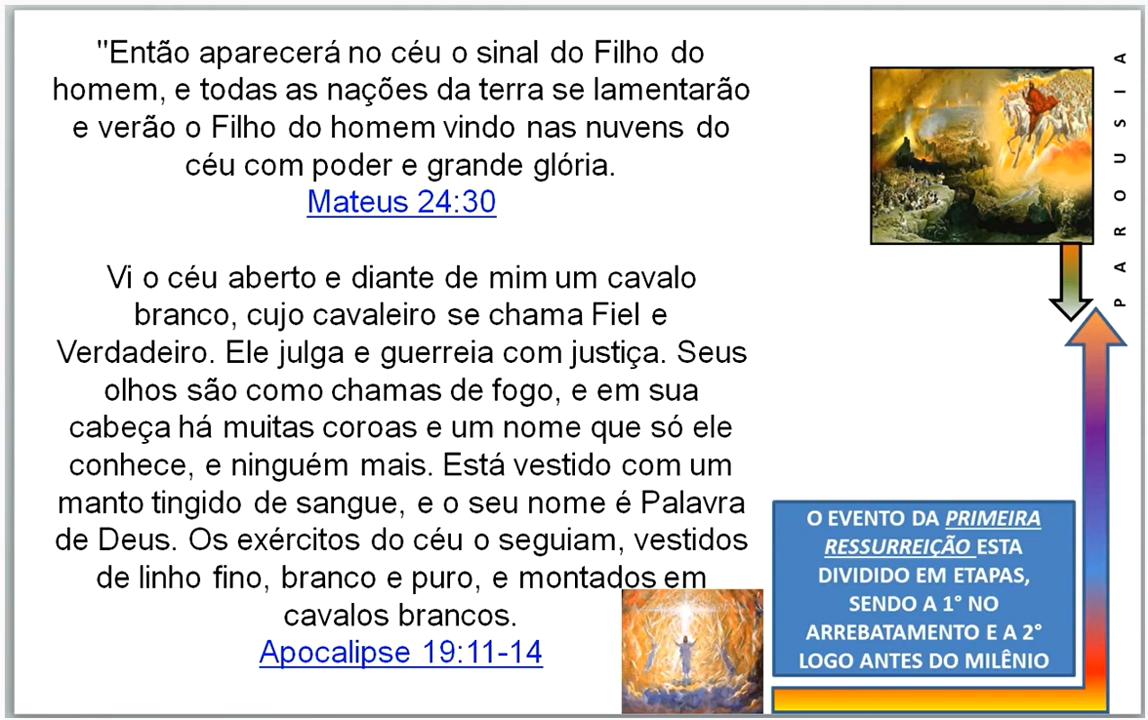 "Então aparecerá no céu o sinal do Filho do
homem, e todas as nações da terra se lamentarão
e verão o Filho do homem vindo nas nuvens do
céu com poder e grande glória.
Mateus 24:30
Vi o céu aberto e diante de mim um cavalo
branco, cujo cavaleiro se chama Fiel e
Verdadeiro. Ele julga e guerreia com justiça. Seus
olhos são como chamas de fogo, e em sua
cabeça há muitas coroas e um nome que só ele
conhece, e ninguém mais. Está vestido com um
manto tingido de sangue, e o seu nome é Palavra
de Deus. Os exércitos do céu o seguiam, vestidos
de linho fino, branco e puro, e montados em
cavalos brancos.
Apocalipse 19:11-14
PAROUSIA
O EVENTO DA PRIMEIRA
RESSURREIÇÃO ESTA
DIVIDIDO EM ETAPAS,
SENDO A 1° NO
ARREBATAMENTO E A 2°
LOGO ANTES DO MILÊNIO